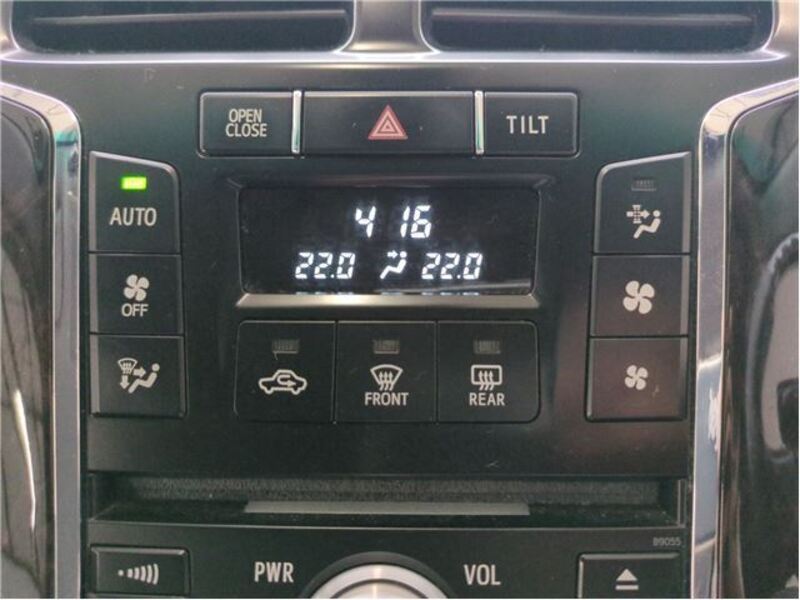 OPEN
CLOSE
TILT
AUTO
4 16
22.0 22.0
OFF
FRONT
REAR
89055
PWR
VOL